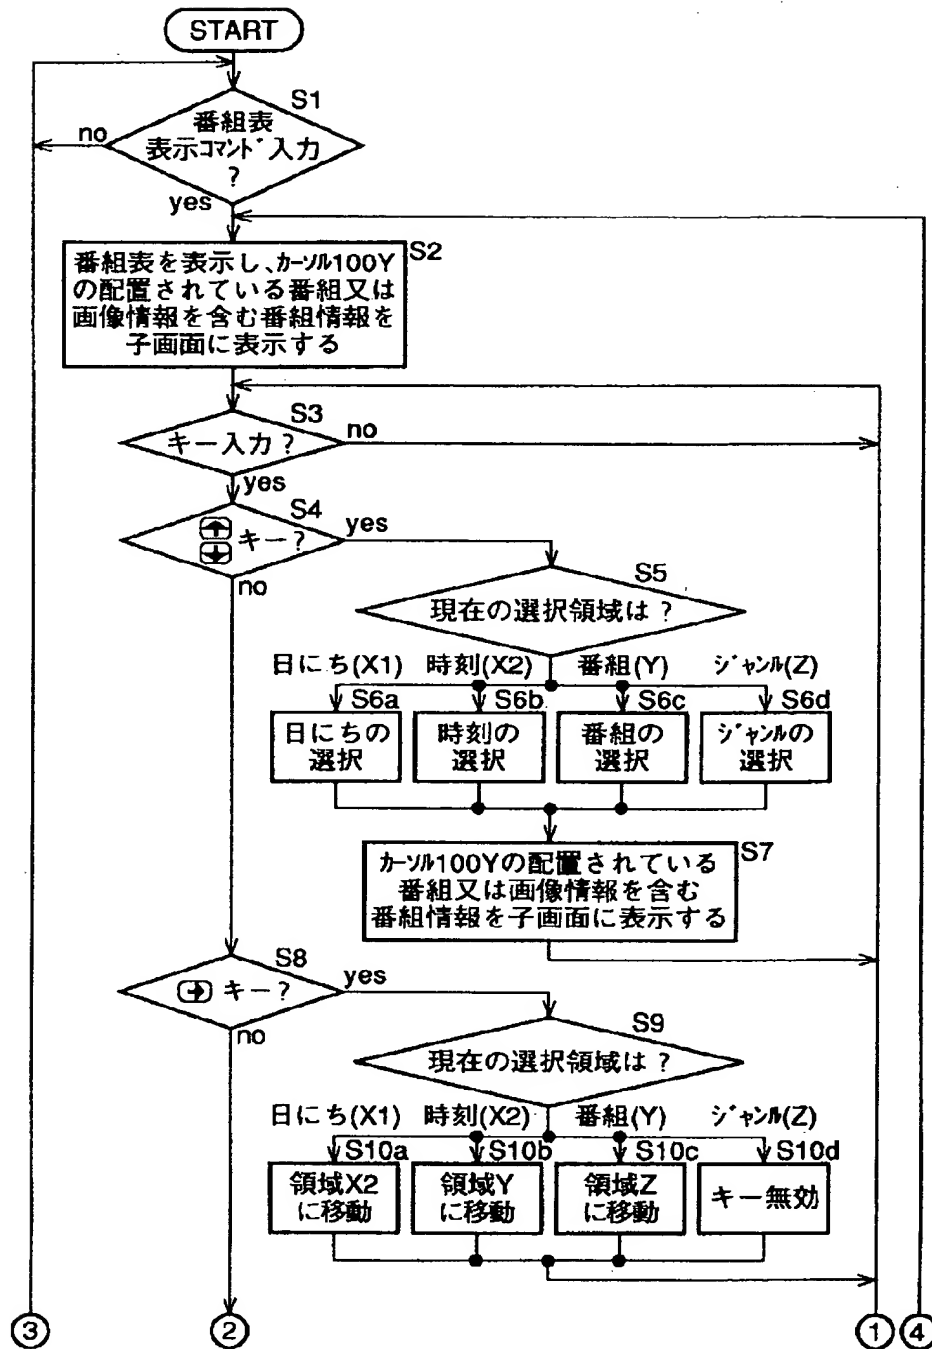 START
S1
番組表
表示コマンド入力
?
no
yes
S2
番組表を表示し、カーソル100Y
の配置されている番組又は
画像情報を含む番組情報を
子画面に表示する
S3
キー入力?
no
yes
S4
↑
↓ キー?
yes
no
S5
現在の選択領域は?
日にち(X1) 時刻(X2) 番組(Y) ジャンル(Z)
S6a S6b S6c S6d
日にちの
選択
時刻の
選択
番組の
選択
ジャンルの
選択
S7
カーソル100Yの配置されている
番組又は画像情報を含む
番組情報を子画面に表示する
S8
→ キー?
yes
no
S9
現在の選択領域は?
日にち(X1) 時刻(X2) 番組(Y) ジャンル(Z)
S10a S10b S10c S10d
領域X2
に移動
領域Y
に移動
領域Z
に移動
キー無効
③ ② ① ④